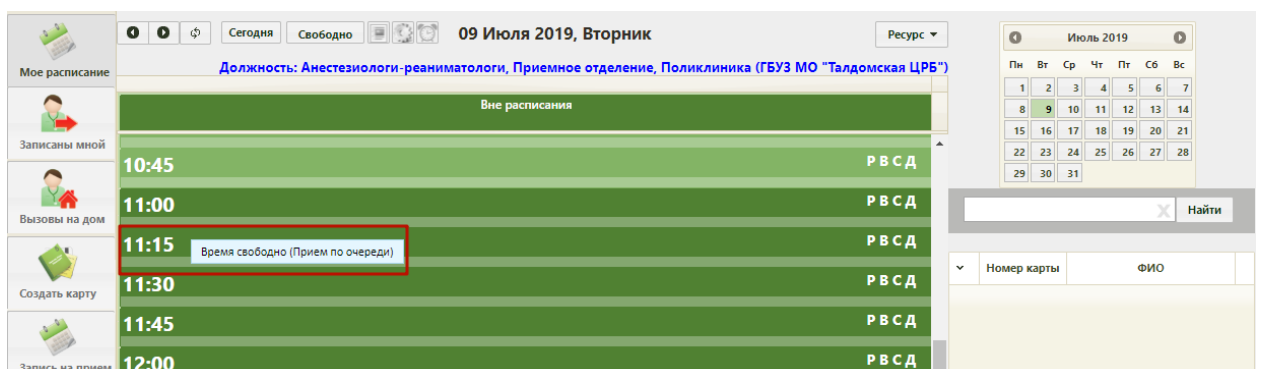 Мое расписание
Записаны мной
Вызовы на дом
Создать карту
Запись на прием
Сегодня Свободно 09 Июля 2019, Вторник Ресурс
Должность: Анестезиологи-реаниматологи, Приемное отделение, Поликлиника (ГБУЗ МО "Талдомская ЦРБ")
Вне расписания
10:45 Р В С Д
11:00 Р В С Д
11:15 Время свободно (Прием по очереди) Р В С Д
11:30 Р В С Д
11:45 Р В С Д
12:00 Р В С Д
Июль 2019
Пн Вт Ср Чт Пт Сб Вс
1 2 3 4 5 6 7
8 9 10 11 12 13 14
15 16 17 18 19 20 21
22 23 24 25 26 27 28
29 30 31
X Найти
Номер карты ФИО